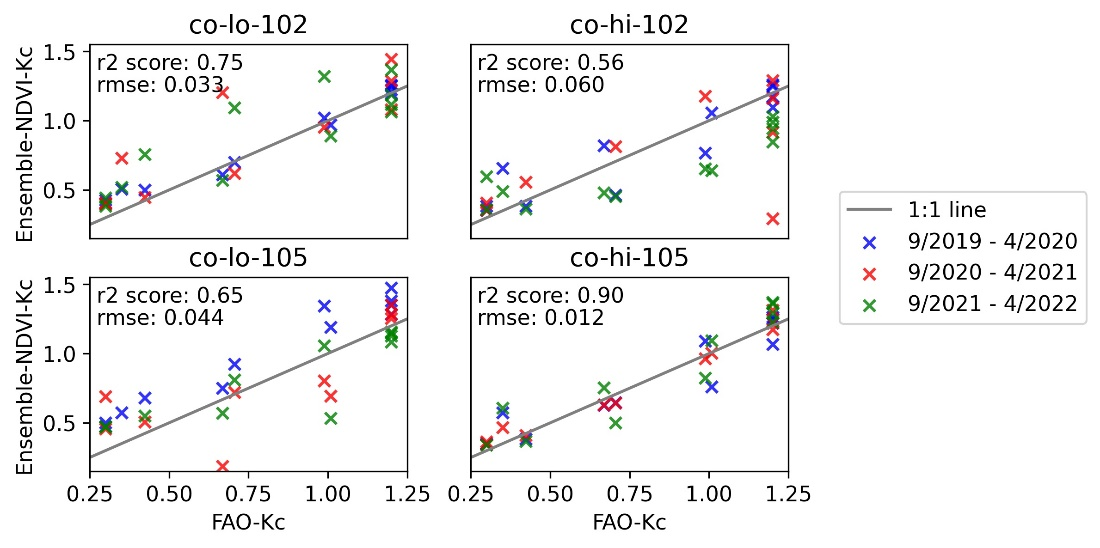 co-lo-102
co-hi-102
Ensemble-NDVI-Kc
1.5
1.0
0.5
r2 score: 0.75
rmse: 0.033
r2 score: 0.56
rmse: 0.060
co-lo-105
co-hi-105
Ensemble-NDVI-Kc
1.5
1.0
0.5
r2 score: 0.65
rmse: 0.044
r2 score: 0.90
rmse: 0.012
0.25 0.50 0.75 1.00 1.25
0.25 0.50 0.75 1.00 1.25
FAO-Kc
FAO-Kc
1:1 line
9/2019 - 4/2020
9/2020 - 4/2021
9/2021 - 4/2022